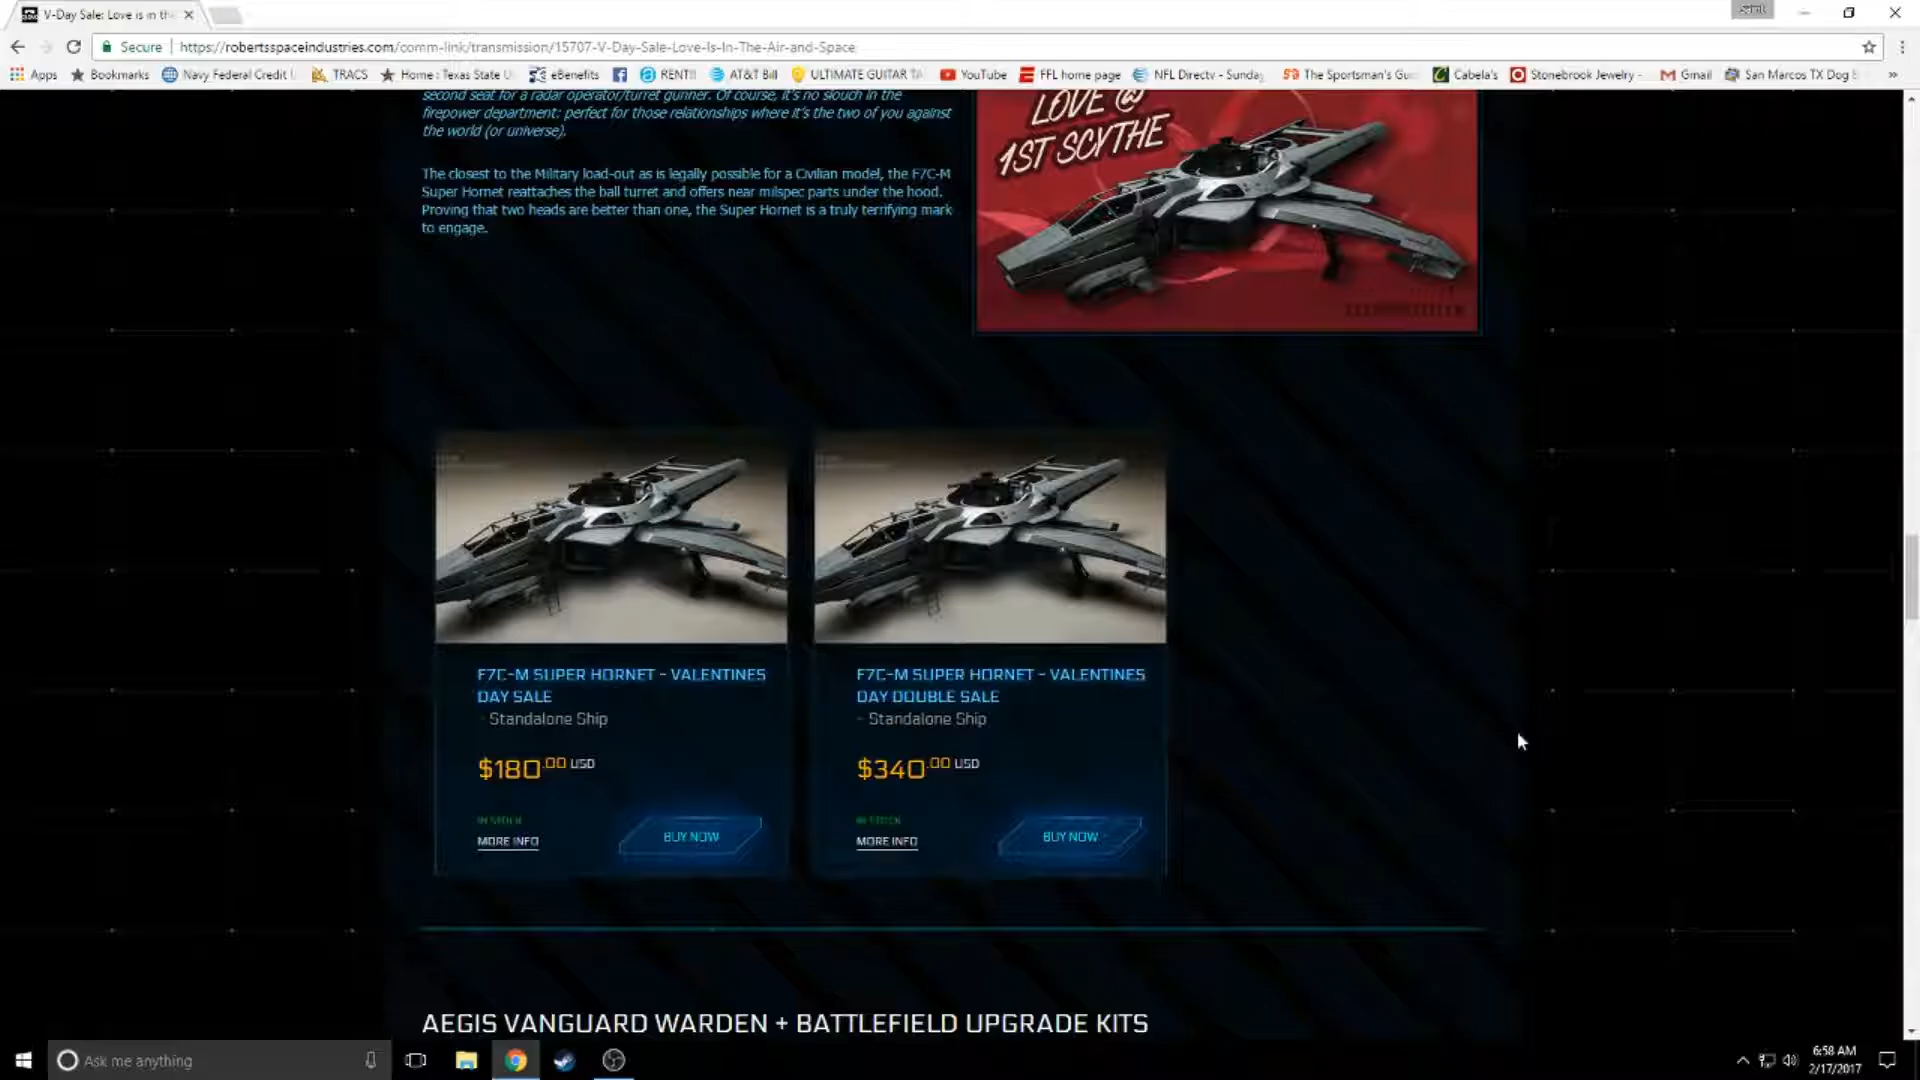 V-Day Sale: Love is in th
Secure
https://robertsspaceindustries.com/comm-link/transmission/15707-V-Day-Sale-Love-Is-In-The-Air-and-Space
Apps
Bookmarks
Navy Federal Credit U
TRACS
Home : Texas State U
eBenefits
RENT!!
AT&T Bill
ULTIMATE GUITAR TA
YouTube
FFL home page
NFL Directv - Sunday
The Sportsman's Gui
Cabela's
Stonebrook Jewelry -
Gmail
San Marcos TX Dog B
second seat for a radar operator/turret gunner. Of course, it's no slouch in the
firepower department: perfect for those relationships where it's the two of you against
the world (or universe).
The closest to the Military load-out as is legally possible for a Civilian model, the F7C-M
Super Hornet reattaches the ball turret and offers near milspec parts under the hood.
Proving that two heads are better than one, the Super Hornet is a truly terrifying mark
to engage.
LOVE @
1ST SCYTHE
F7C-M SUPER HORNET - VALENTINES
DAY SALE
- Standalone Ship
$180.00 USD
IN STOCK
MORE INFO
BUY NOW
F7C-M SUPER HORNET - VALENTINES
DAY DOUBLE SALE
- Standalone Ship
$340.00 USD
IN STOCK
MORE INFO
BUY NOW
AEGIS VANGUARD WARDEN + BATTLEFIELD UPGRADE KITS
Ask me anything
6:58 AM
2/17/2017